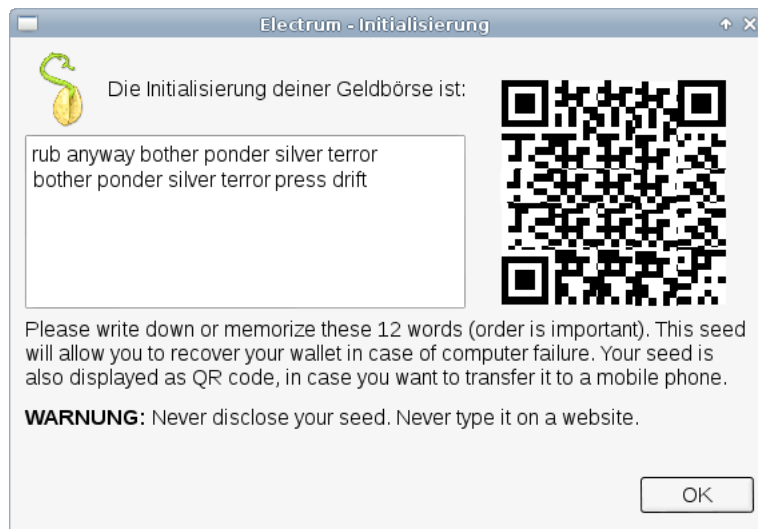 Electrum - Initialisierung
Die Initialisierung deiner Geldbörse ist:
rub anyway bother ponder silver terror
bother ponder silver terror press drift
Please write down or memorize these 12 words (order is important). This seed
will allow you to recover your wallet in case of computer failure. Your seed is
also displayed as QR code, in case you want to transfer it to a mobile phone.
WARNUNG: Never disclose your seed. Never type it on a website.
OK